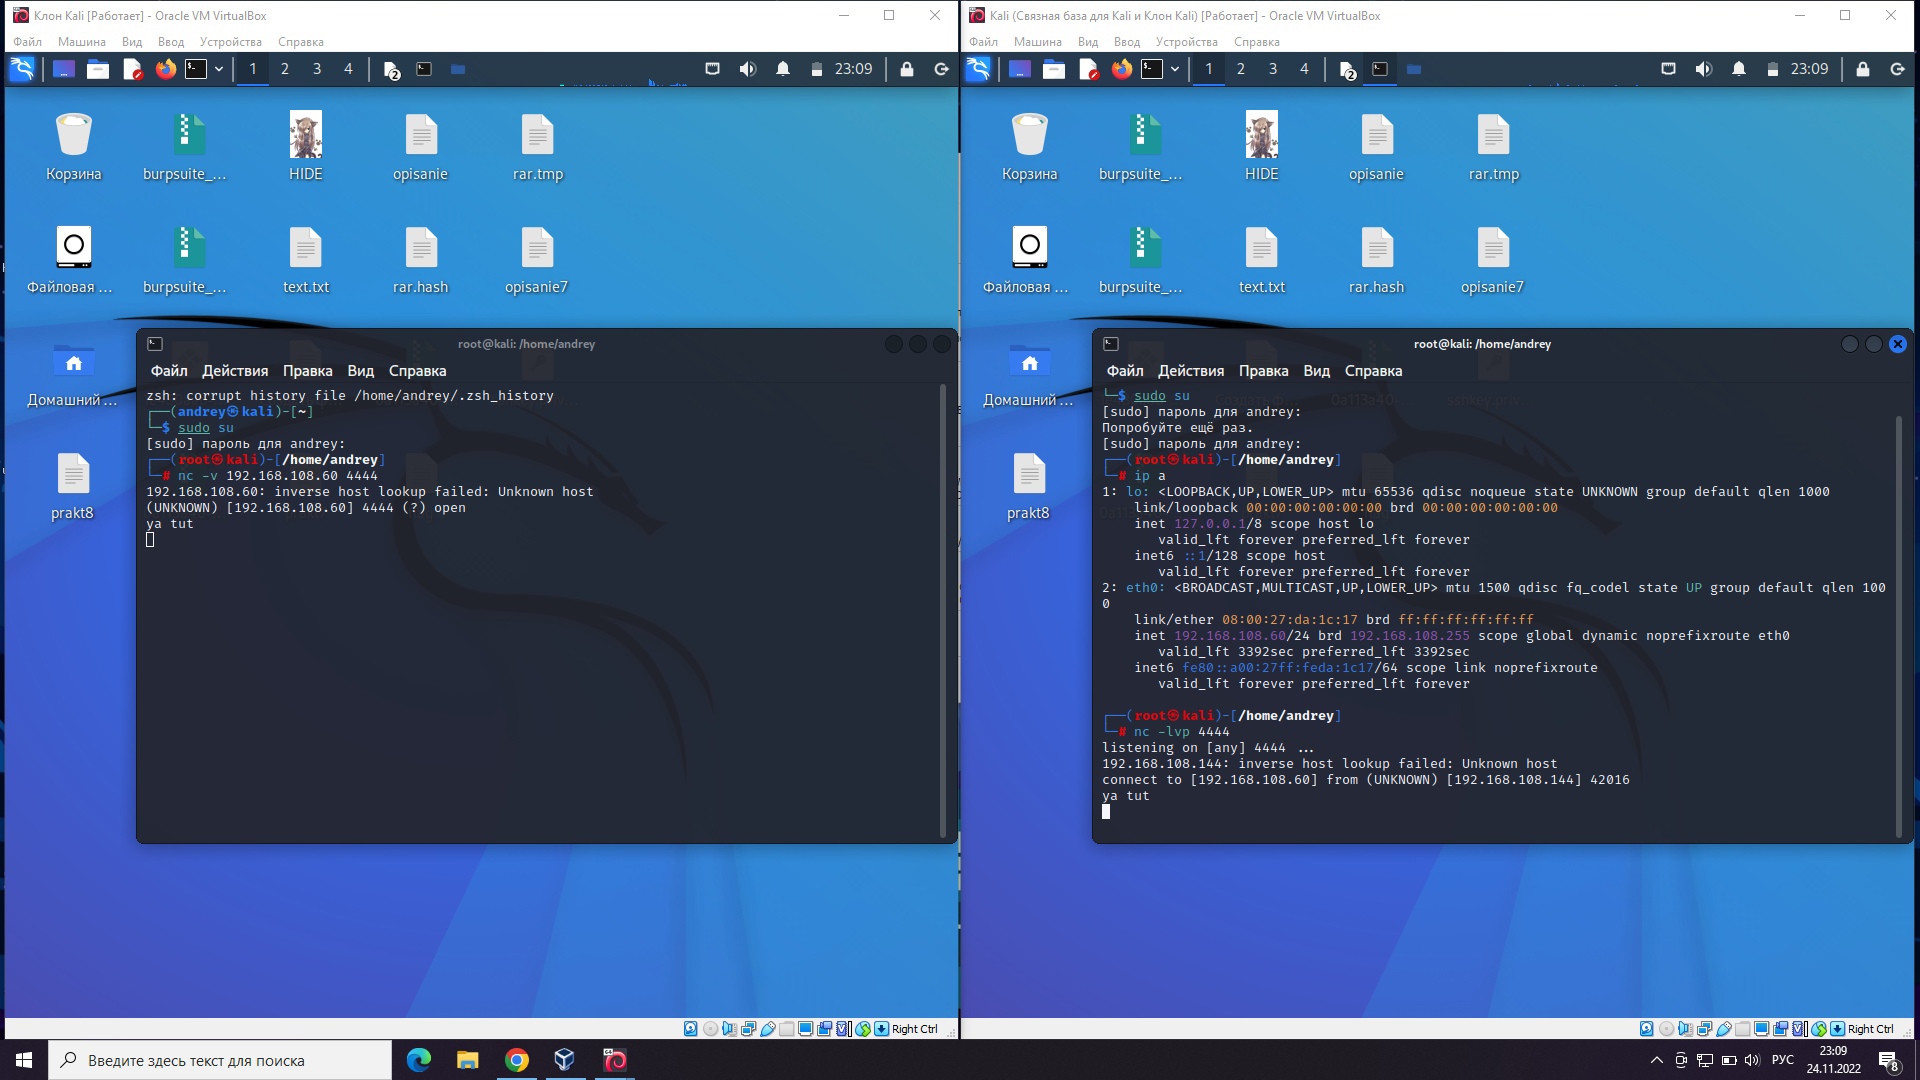 Клон Kali [Работает] - Oracle VM VirtualBox
Файл Машина Вид Ввод Устройства Справка
1 2 3 4
2
23:09
Корзина
burpsuite_...
HIDE
opisanie
rar.tmp
Файловая ...
burpsuite_...
text.txt
rar.hash
opisanie7
Домашний ...
prakt8
root@kali: /home/andrey
Файл Действия Правка Вид Справка
zsh: corrupt history file /home/andrey/.zsh_history
┌──(andrey㉿kali)-[~]
└─$ sudo su
[sudo] пароль для andrey:
┌──(root㉿kali)-[/home/andrey]
└─# nc -v 192.168.108.60 4444
192.168.108.60: inverse host lookup failed: Unknown host
(UNKNOWN) [192.168.108.60] 4444 (?) open
ya tut
Right Ctrl
Kali (Связная база для Kali и Клон Kali) [Работает] - Oracle VM VirtualBox
Файл Машина Вид Ввод Устройства Справка
1 2 3 4
2
23:09
Корзина
burpsuite_...
HIDE
opisanie
rar.tmp
Файловая ...
burpsuite_...
text.txt
rar.hash
opisanie7
Домашний ...
prakt8
root@kali: /home/andrey
Файл Действия Правка Вид Справка
└─$ sudo su
[sudo] пароль для andrey:
Попробуйте ещё раз.
[sudo] пароль для andrey:
┌──(root㉿kali)-[/home/andrey]
└─# ip a
1: lo: <LOOPBACK,UP,LOWER_UP> mtu 65536 qdisc noqueue state UNKNOWN group default qlen 1000
link/loopback 00:00:00:00:00:00 brd 00:00:00:00:00:00
inet 127.0.0.1/8 scope host lo
valid_lft forever preferred_lft forever
inet6 ::1/128 scope host
valid_lft forever preferred_lft forever
2: eth0: <BROADCAST,MULTICAST,UP,LOWER_UP> mtu 1500 qdisc fq_codel state UP group default qlen 100
0
link/ether 08:00:27:da:1c:17 brd ff:ff:ff:ff:ff:ff
inet 192.168.108.60/24 brd 192.168.108.255 scope global dynamic noprefixroute eth0
valid_lft 3392sec preferred_lft 3392sec
inet6 fe80::a00:27ff:feda:1c17/64 scope link noprefixroute
valid_lft forever preferred_lft forever
┌──(root㉿kali)-[/home/andrey]
└─# nc -lvp 4444
listening on [any] 4444 ...
192.168.108.144: inverse host lookup failed: Unknown host
connect to [192.168.108.60] from (UNKNOWN) [192.168.108.144] 42016
ya tut
Right Ctrl
Введите здесь текст для поиска
РУС
23:09
24.11.2022
8